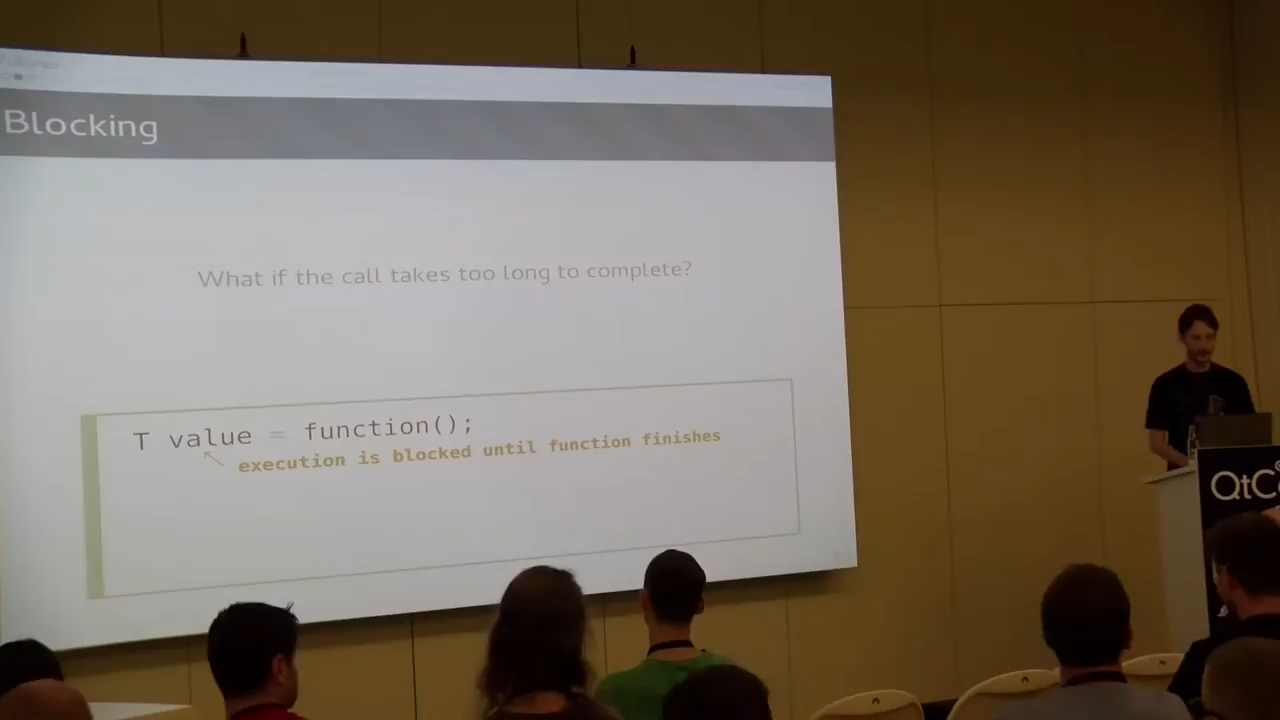 Blocking
What if the call takes too long to complete?
T value = function();
execution is blocked until function finishes
QtC